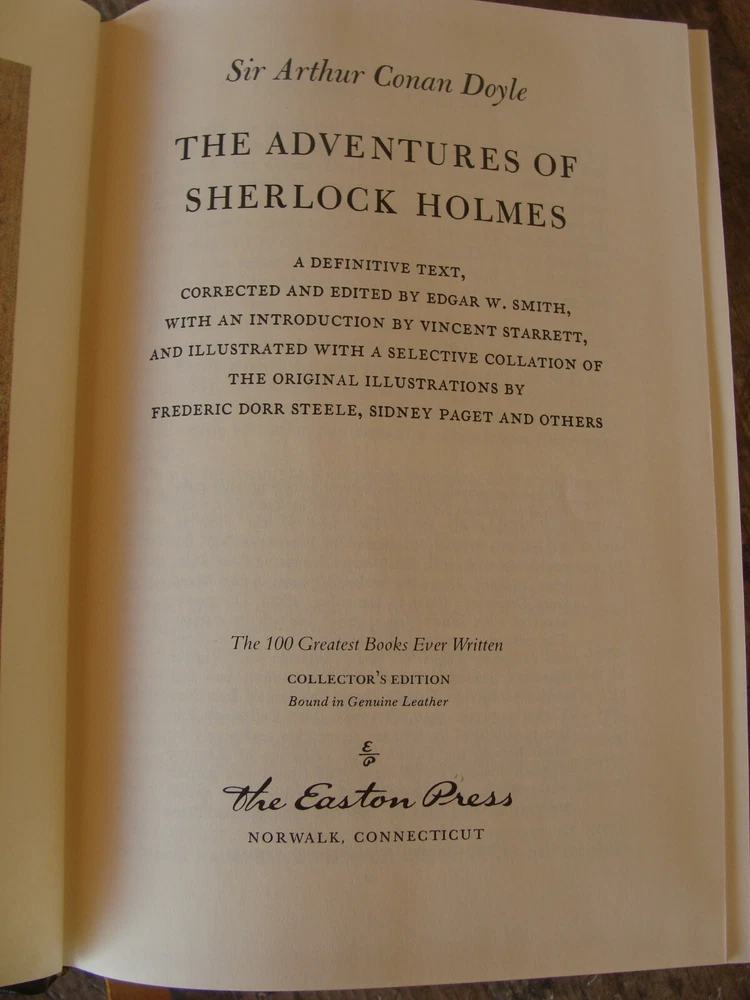 Sir Arthur Conan Doyle
THE ADVENTURES OF
SHERLOCK HOLMES
A DEFINITIVE TEXT,
CORRECTED AND EDITED BY EDGAR W. SMITH,
WITH AN INTRODUCTION BY VINCENT STARRETT,
AND ILLUSTRATED WITH A SELECTIVE COLLATION OF
THE ORIGINAL ILLUSTRATIONS BY
FREDERIC DORR STEELE, SIDNEY PAGET AND OTHERS
The 100 Greatest Books Ever Written
COLLECTOR'S EDITION
Bound in Genuine Leather
E
P
The Easton Press
NORWALK, CONNECTICUT